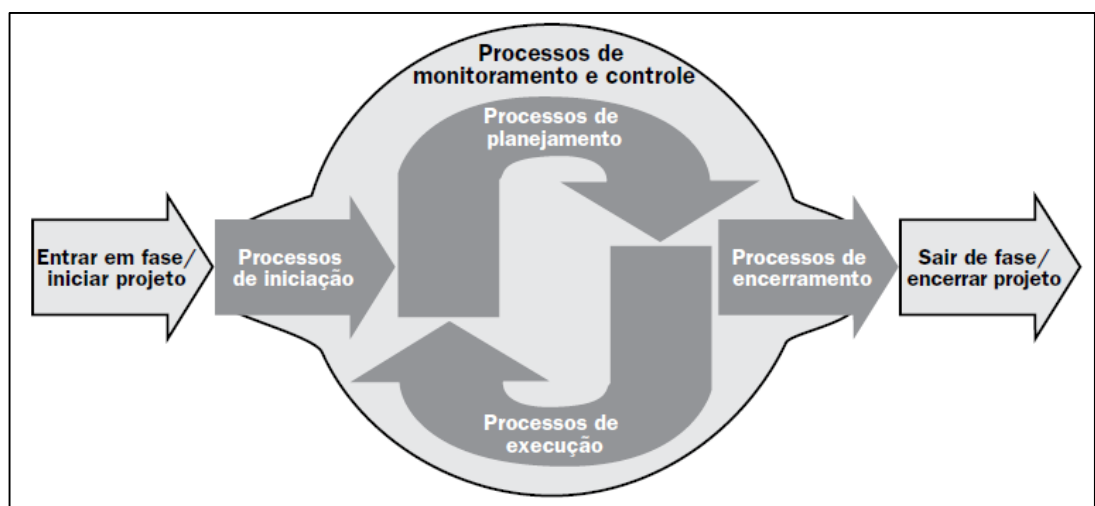 Processos de
monitoramento e controle
Processos de
planejamento
Entrar em fase/
iniciar projeto
Processos
de iniciação
Processos de
encerramento
Sair de fase/
encerrar projeto
Processos de
execução